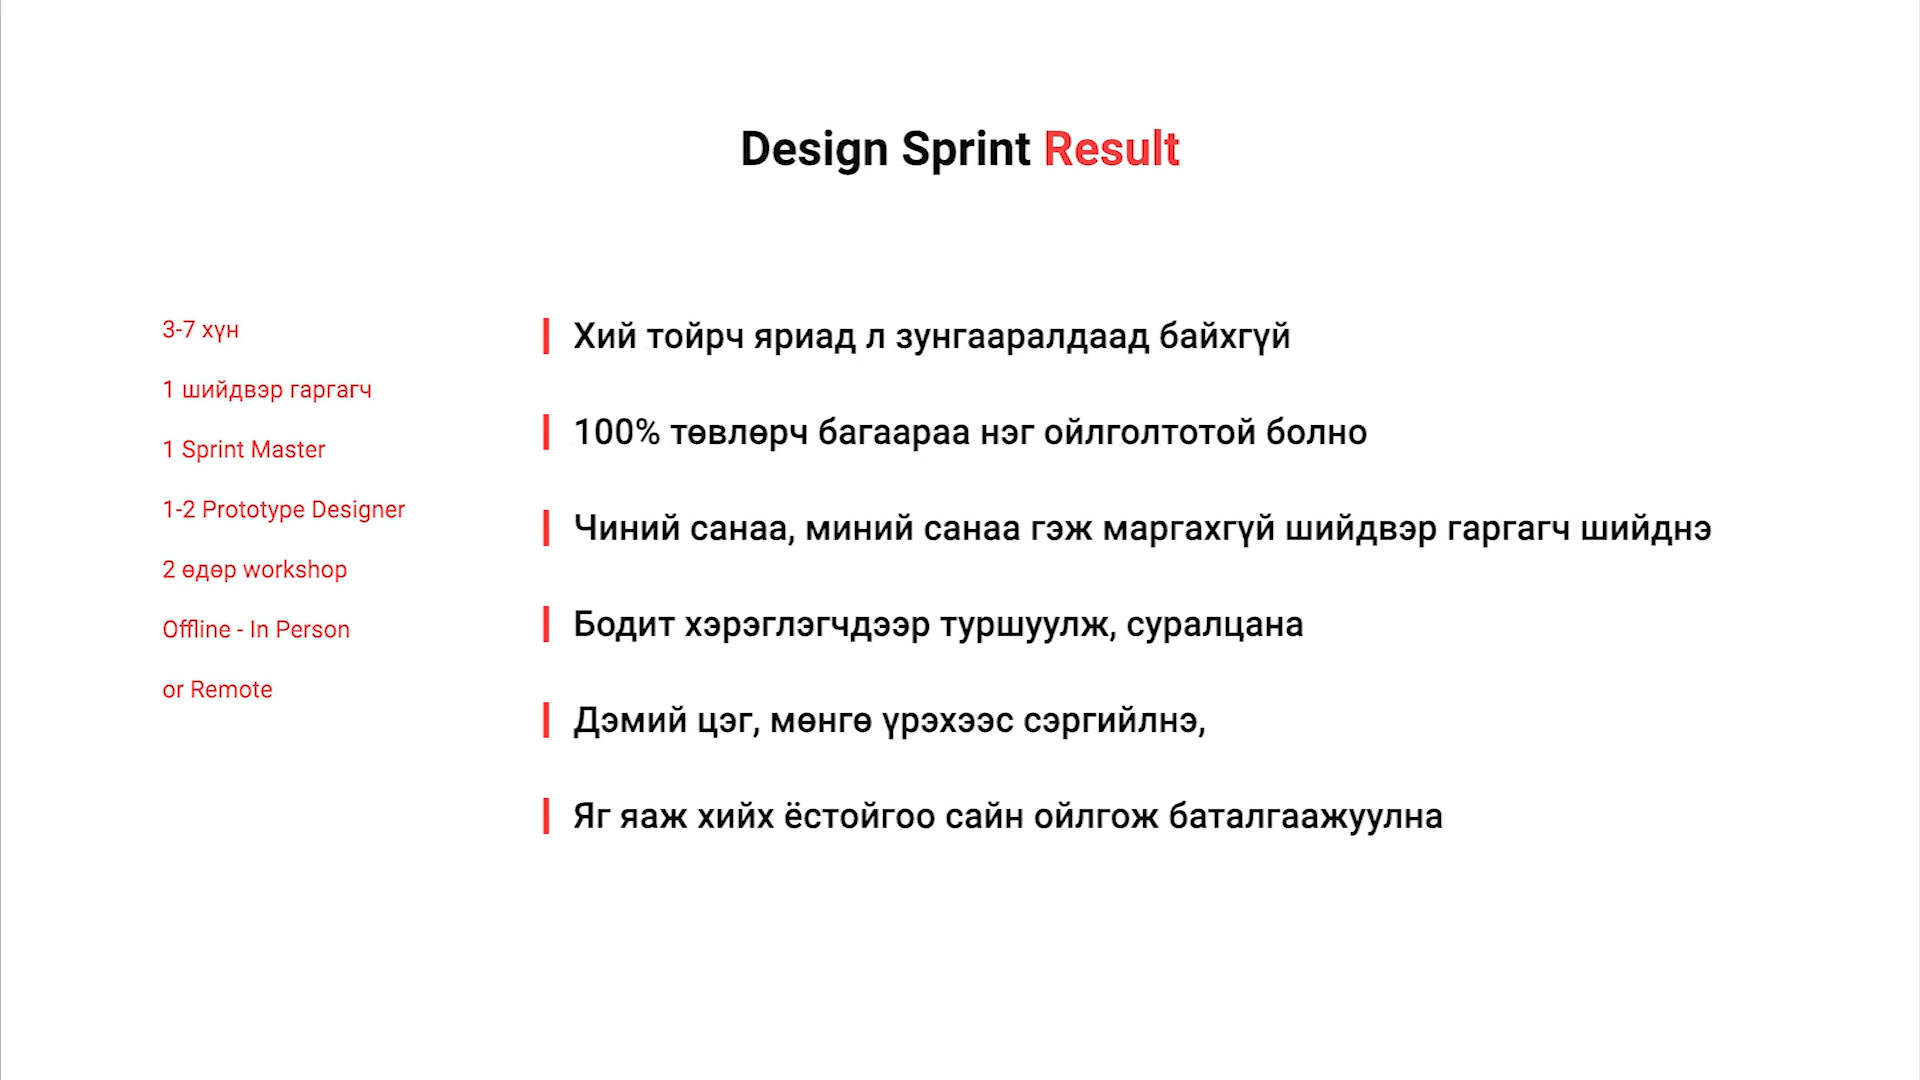 Design Sprint Result
3-7 хүн
1 шийдвэр гаргагч
1 Sprint Master
1-2 Prototype Designer
2 өдөр workshop
Offline - In Person
or Remote
Хий тойрч яриад л зунгааралдаад байхгүй
100% төвлөрч багаараа нэг ойлголтотой болно
Чиний санаа, миний санаа гэж маргахгүй шийдвэр гаргагч шийднэ
Бодит хэрэглэгчдээр туршуулж, суралцана
Дэмий цэг, мөнгө үрэхээс сэргийлнэ,
Яг яаж хийх ёстойгоо сайн ойлгож баталгаажуулна